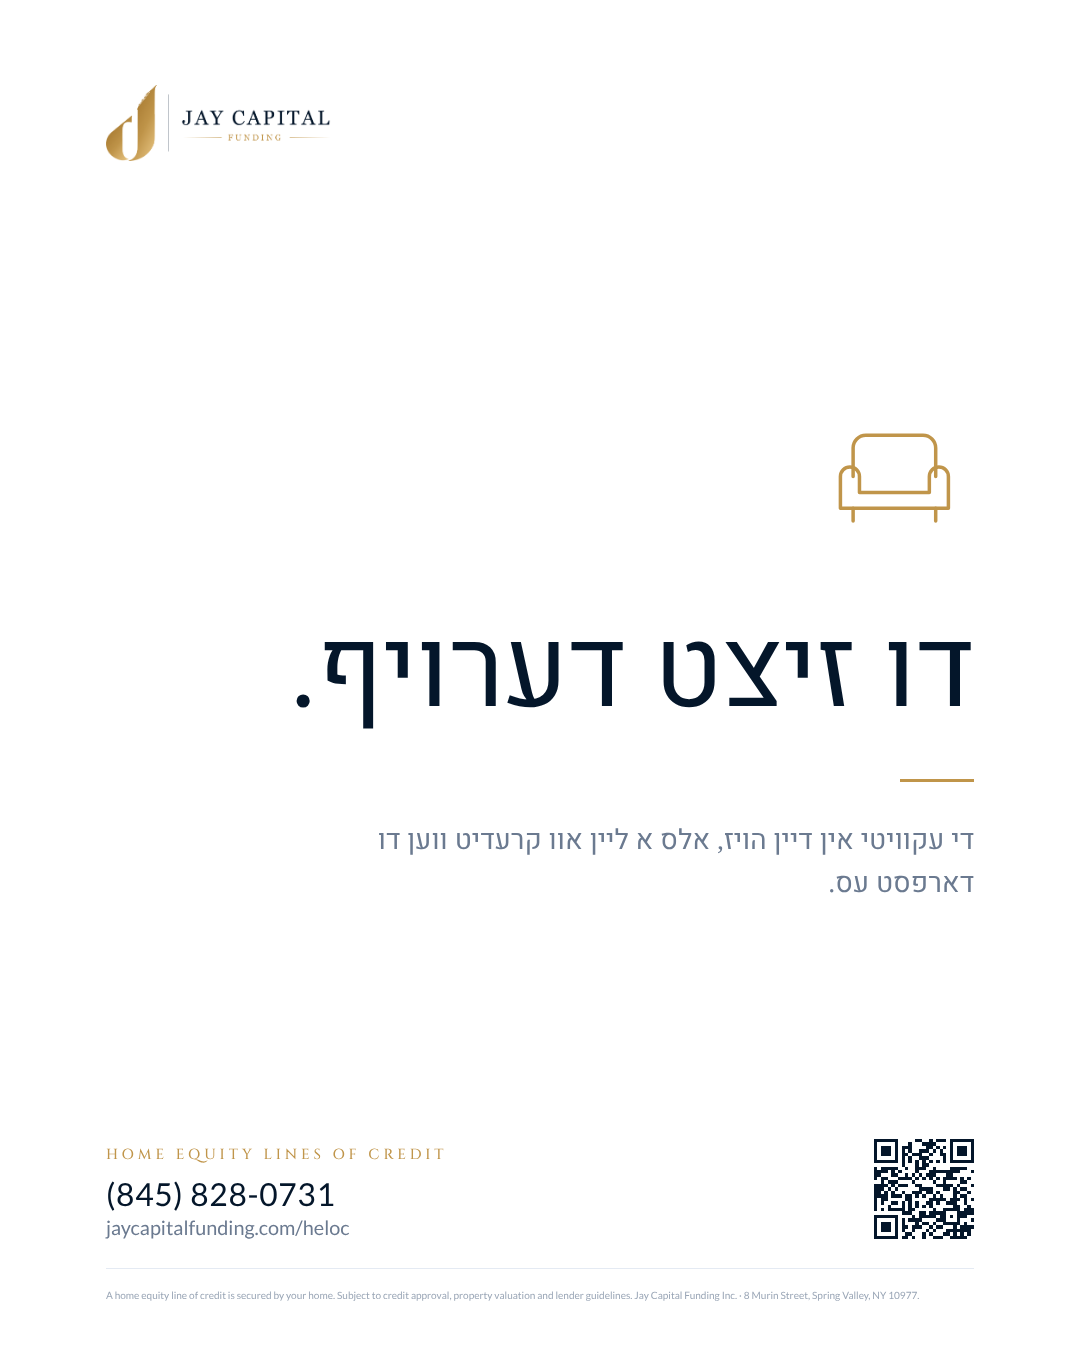 JAY CAPITAL
FUNDING
דו זיצט דערויף.
די עקוויטי אין דיין הויז, אלס א ליין אוו קרעדיט ווען דו
דארפסט עס.
HOME EQUITY LINES OF CREDIT
(845) 828-0731
jaycapitalfunding.com/heloc
A home equity line of credit is secured by your home. Subject to credit approval, property valuation and lender guidelines. Jay Capital Funding Inc. · 8 Murin Street, Spring Valley, NY 10977.